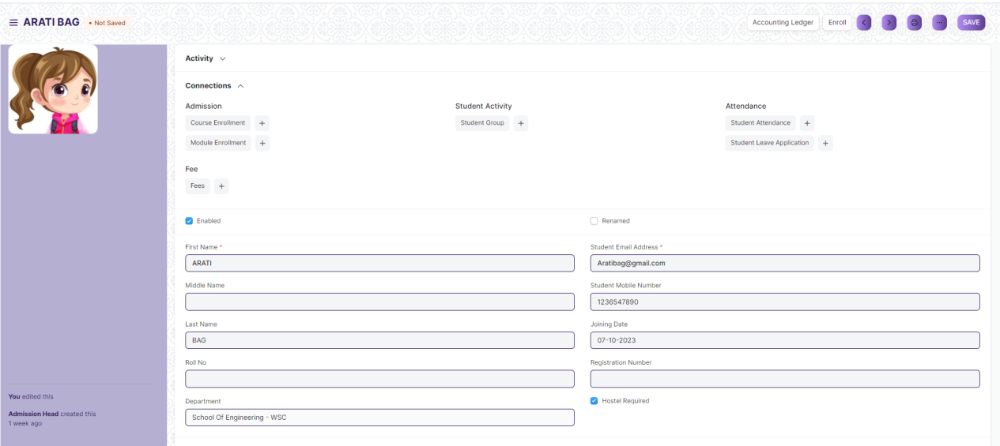 ARATI BAG • Not Saved Accounting Ledger Enroll SAVE
Activity
Connections
Admission Student Activity Attendance
Course Enrollment + Student Group + Student Attendance +
Module Enrollment + Student Leave Application +
Fee
Fees +
Enabled Renamed
First Name * Student Email Address *
ARATI Aratibag@gmail.com
Middle Name Student Mobile Number
1236547890
Last Name Joining Date
BAG 07-10-2023
Roll No Registration Number
Department Hostel Required
School Of Engineering - WSC
You edited this
Admission Head created this
1 week ago